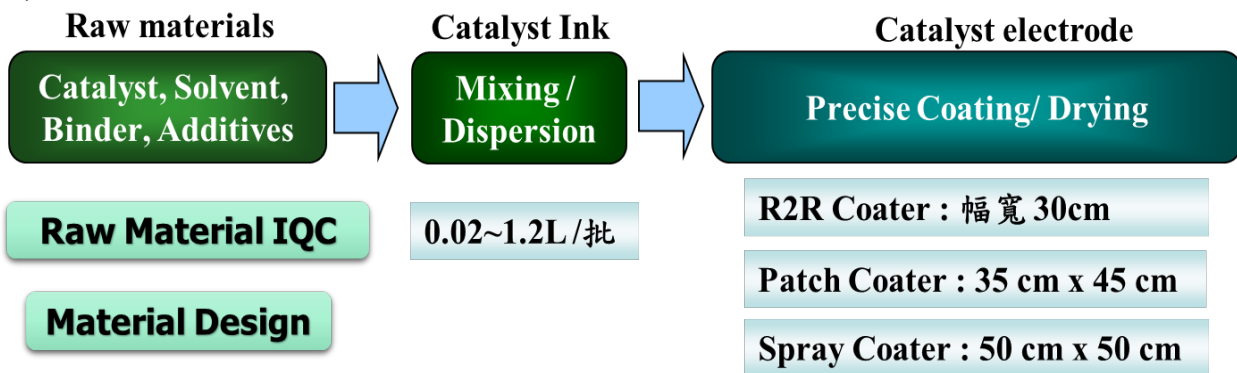 Raw materials
Catalyst, Solvent,
Binder, Additives
Raw Material IQC
Material Design
Catalyst Ink
Mixing /
Dispersion
0.02~1.2L /批
Catalyst electrode
Precise Coating/ Drying
R2R Coater : 幅寬 30cm
Patch Coater : 35 cm x 45 cm
Spray Coater : 50 cm x 50 cm